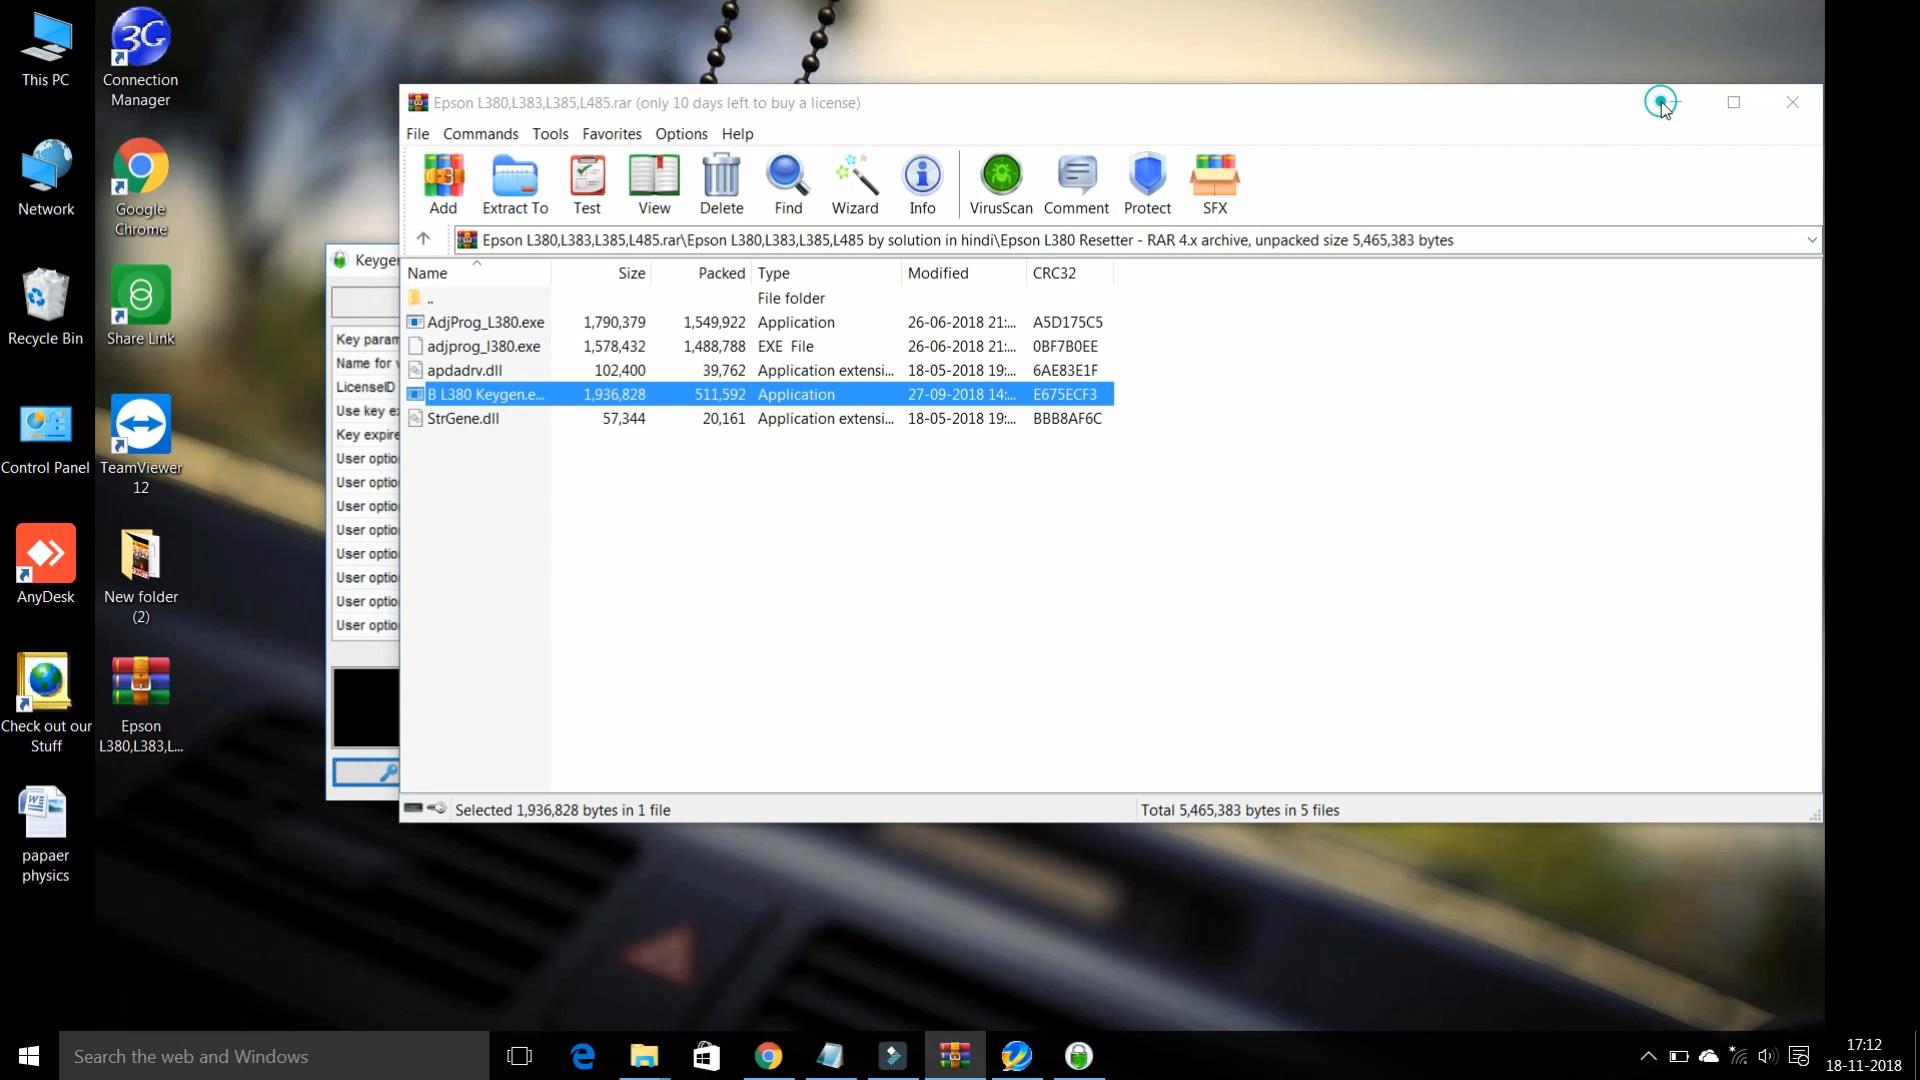 This PC
Connection
Manager
Network
Google
Chrome
Recycle Bin
Share Link
Control Panel
TeamViewer
12
AnyDesk
New folder
(2)
Check out our
Stuff
Epson
L380,L383,L...
papaer
physics
Keyge
Key param
Name for
LicenseID
Use key ex
Key expire
User optio
User optio
User optio
User optio
User optio
User optio
User optio
User optio
Epson L380,L383,L385,L485.rar (only 10 days left to buy a license)
File Commands Tools Favorites Options Help
Add Extract To Test View Delete Find Wizard Info VirusScan Comment Protect SFX
Epson L380,L383,L385,L485.rar\Epson L380,L383,L385,L485 by solution in hindi\Epson L380 Resetter - RAR 4.x archive, unpacked size 5,465,383 bytes
Name Size Packed Type Modified CRC32
.. File folder
AdjProg_L380.exe 1,790,379 1,549,922 Application 26-06-2018 21:... A5D175C5
adjprog_l380.exe 1,578,432 1,488,788 EXE File 26-06-2018 21:... 0BF7B0EE
apdadrv.dll 102,400 39,762 Application extensi... 18-05-2018 19:... 6AE83E1F
B L380 Keygen.e... 1,936,828 511,592 Application 27-09-2018 14:... E675ECF3
StrGene.dll 57,344 20,161 Application extensi... 18-05-2018 19:... BBB8AF6C
Selected 1,936,828 bytes in 1 file
Total 5,465,383 bytes in 5 files
Search the web and Windows
17:12
18-11-2018